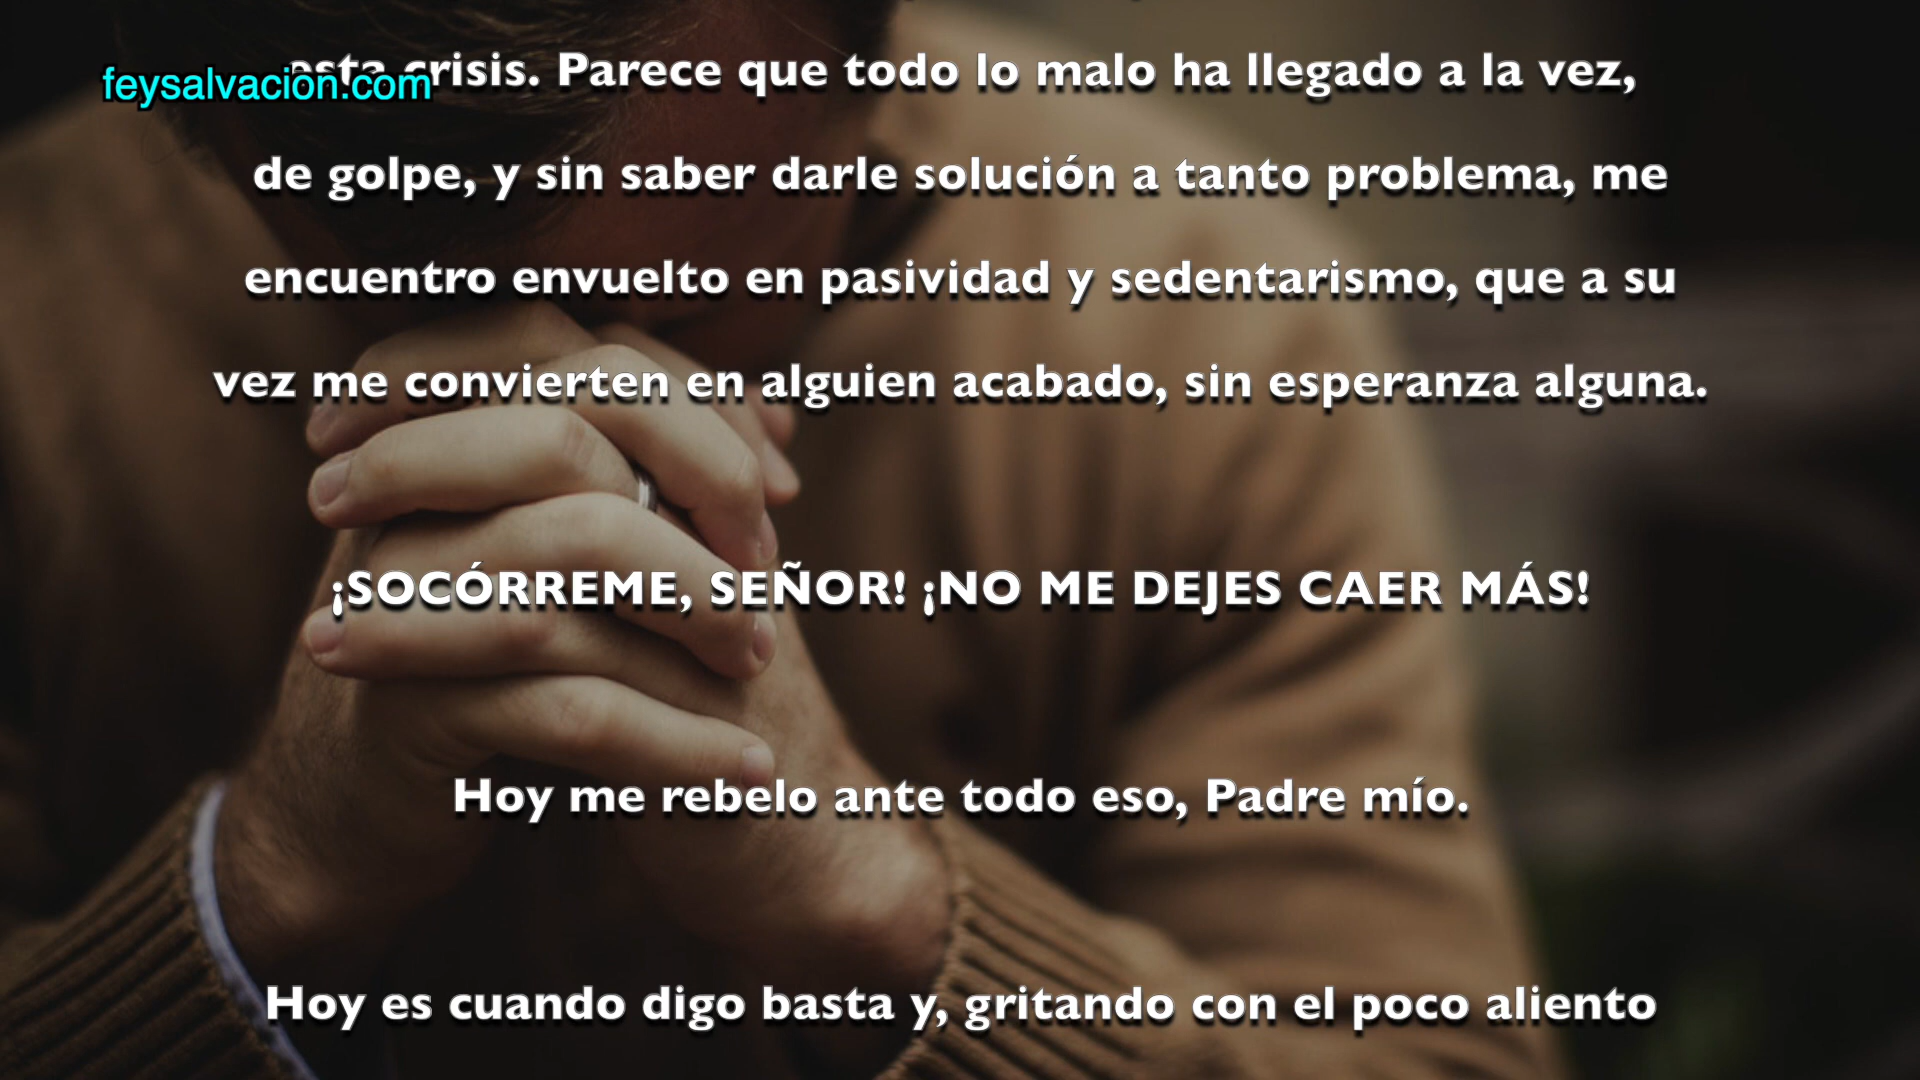 feysalvacion.com
esta crisis. Parece que todo lo malo ha llegado a la vez,
de golpe, y sin saber darle solución a tanto problema, me
encuentro envuelto en pasividad y sedentarismo, que a su
vez me convierten en alguien acabado, sin esperanza alguna.
¡SOCÓRREME, SEÑOR! ¡NO ME DEJES CAER MÁS!
Hoy me rebelo ante todo eso, Padre mío.
Hoy es cuando digo basta y, gritando con el poco aliento